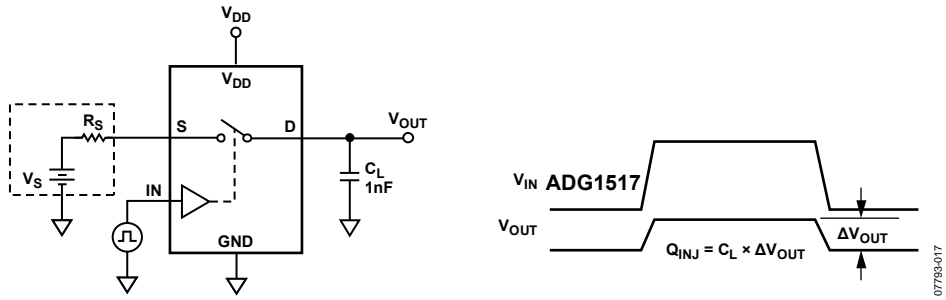 VDD
VDD
RS
S
D
VOUT
VS
IN
CL
1nF
GND
VIN ADG1517
VOUT
QINJ = CL × ΔVOUT
ΔVOUT
07793-017